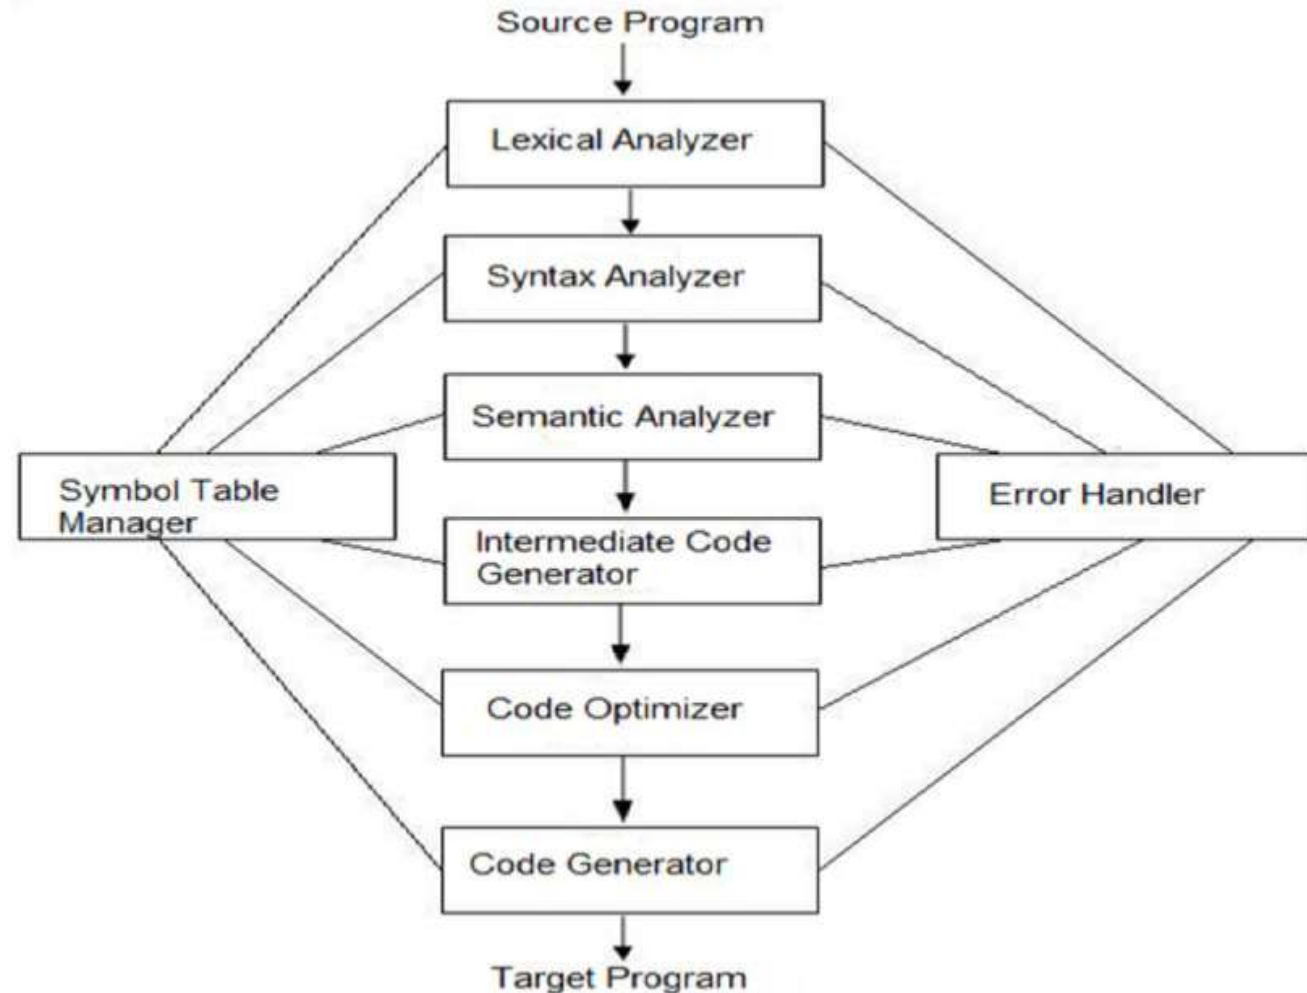 Source Program
Lexical Analyzer
Syntax Analyzer
Semantic Analyzer
Symbol Table
Manager
Error Handler
Intermediate Code
Generator
Code Optimizer
Code Generator
Target Program